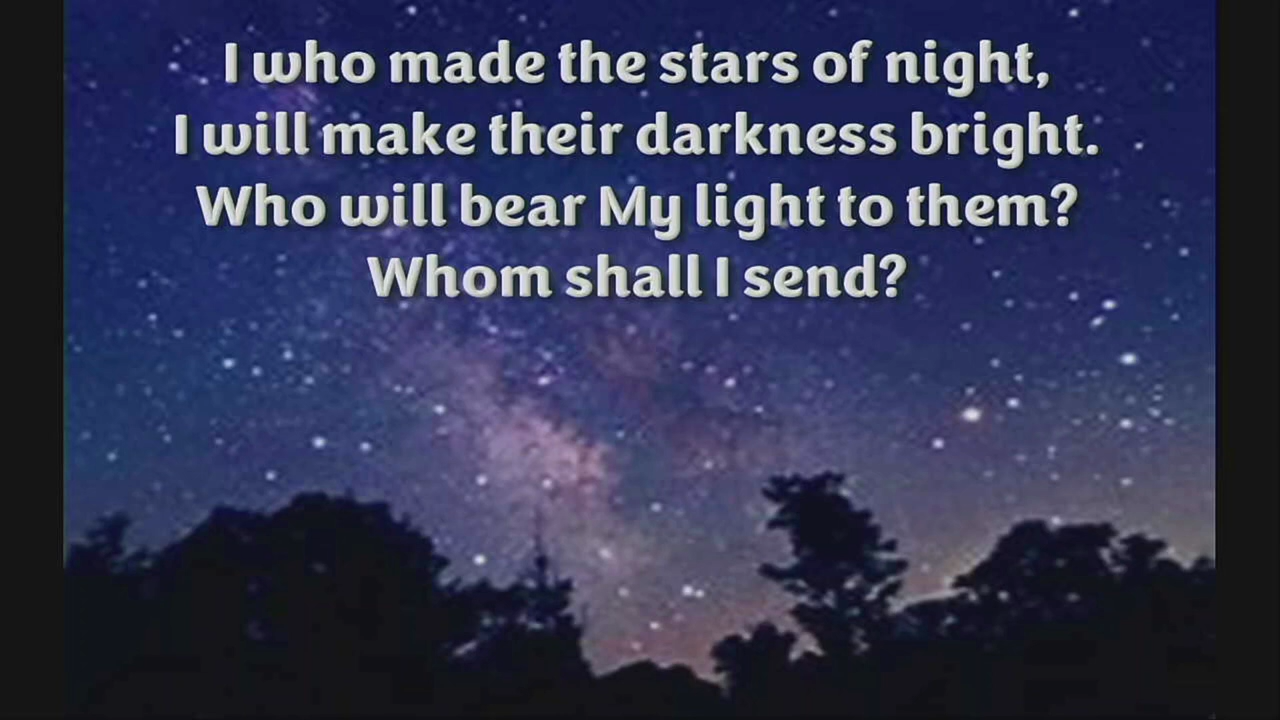 I who made the stars of night,
I will make their darkness bright.
Who will bear My light to them?
Whom shall I send?